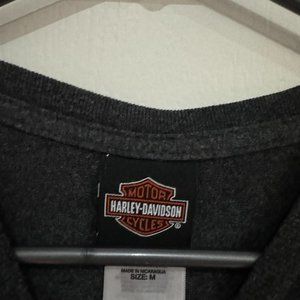 MOTOR
HARLEY-DAVIDSON
CYCLES
®
MADE IN NICARAGUA
SIZE: M